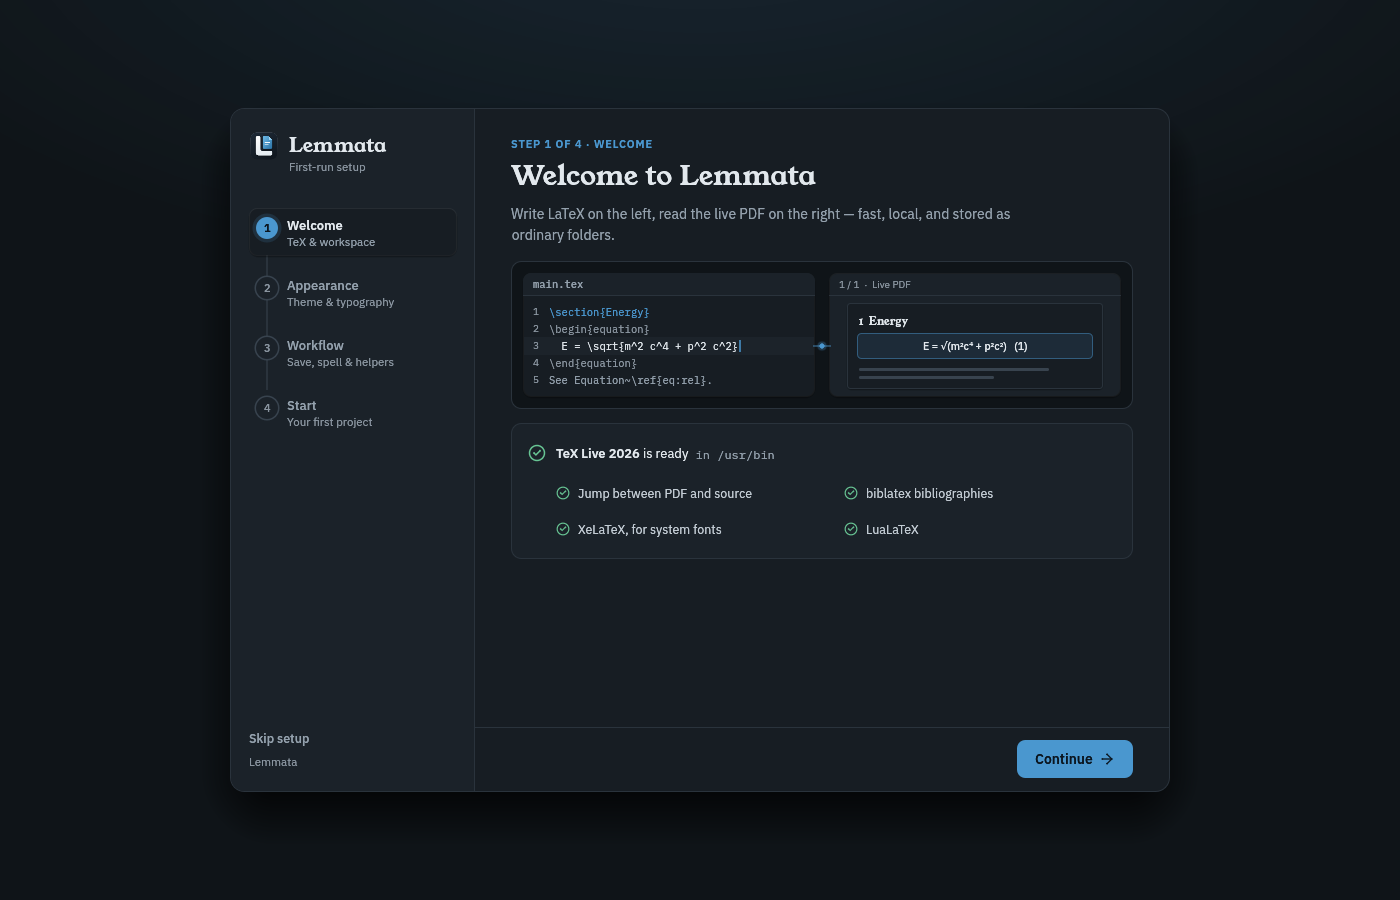 Lemmata
First-run setup
1 Welcome
TeX & workspace
2 Appearance
Theme & typography
3 Workflow
Save, spell & helpers
4 Start
Your first project
Skip setup
Lemmata
STEP 1 OF 4 · WELCOME
Welcome to Lemmata
Write LaTeX on the left, read the live PDF on the right — fast, local, and stored as
ordinary folders.
main.tex
1 \section{Energy}
2 \begin{equation}
3 E = \sqrt{m^2 c^4 + p^2 c^2}
4 \end{equation}
5 See Equation~\ref{eq:rel}.
1 / 1 · Live PDF
1 Energy
E = √(m²c⁴ + p²c²) (1)
TeX Live 2026 is ready in /usr/bin
Jump between PDF and source
biblatex bibliographies
XeLaTeX, for system fonts
LuaLaTeX
Continue →